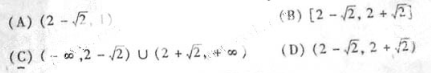 (A) (2 - √2, 1) (B) [2 - √2, 2 + √2]
(C) (- ∞, 2 - √2) ∪ (2 + √2, + ∞) (D) (2 - √2, 2 + √2)